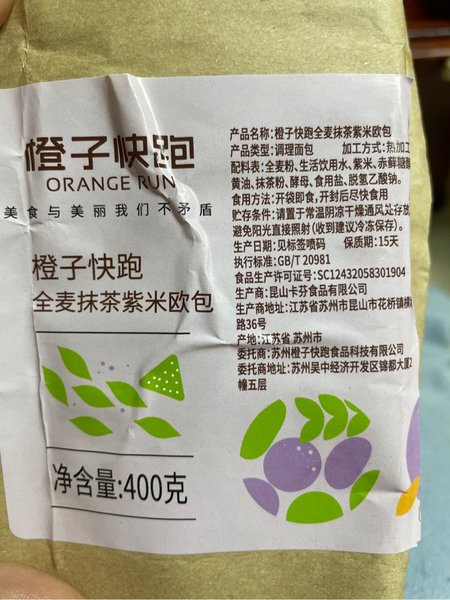 橙子快跑
ORANGE RUN
美食与美丽我们不矛盾
橙子快跑
全麦抹茶紫米欧包
净含量:400克
产品名称:橙子快跑全麦抹茶紫米欧包
产品类型:调理面包 加工方式:热加工
配料表:全麦粉、生活饮用水、紫米、赤藓糖醇
黄油、抹茶粉、酵母、食用盐、脱氢乙酸钠。
食用方法:开袋即食,开封后尽快食用
贮存条件:请置于常温阴凉干燥通风处存放
避免阳光直接照射(收到建议冷冻保存)。
生产日期:见标签喷码 保质期:15天
执行标准:GB/T 20981
食品生产许可证号:SC12432058301904
生产商:昆山卡芬食品有限公司
生产商地址:江苏省苏州市昆山市花桥镇
路36号
产地:江苏省 苏州市
委托商:苏州橙子快跑食品科技有限公司
委托商地址:苏州吴中经济开发区锦都大厦
幢五层